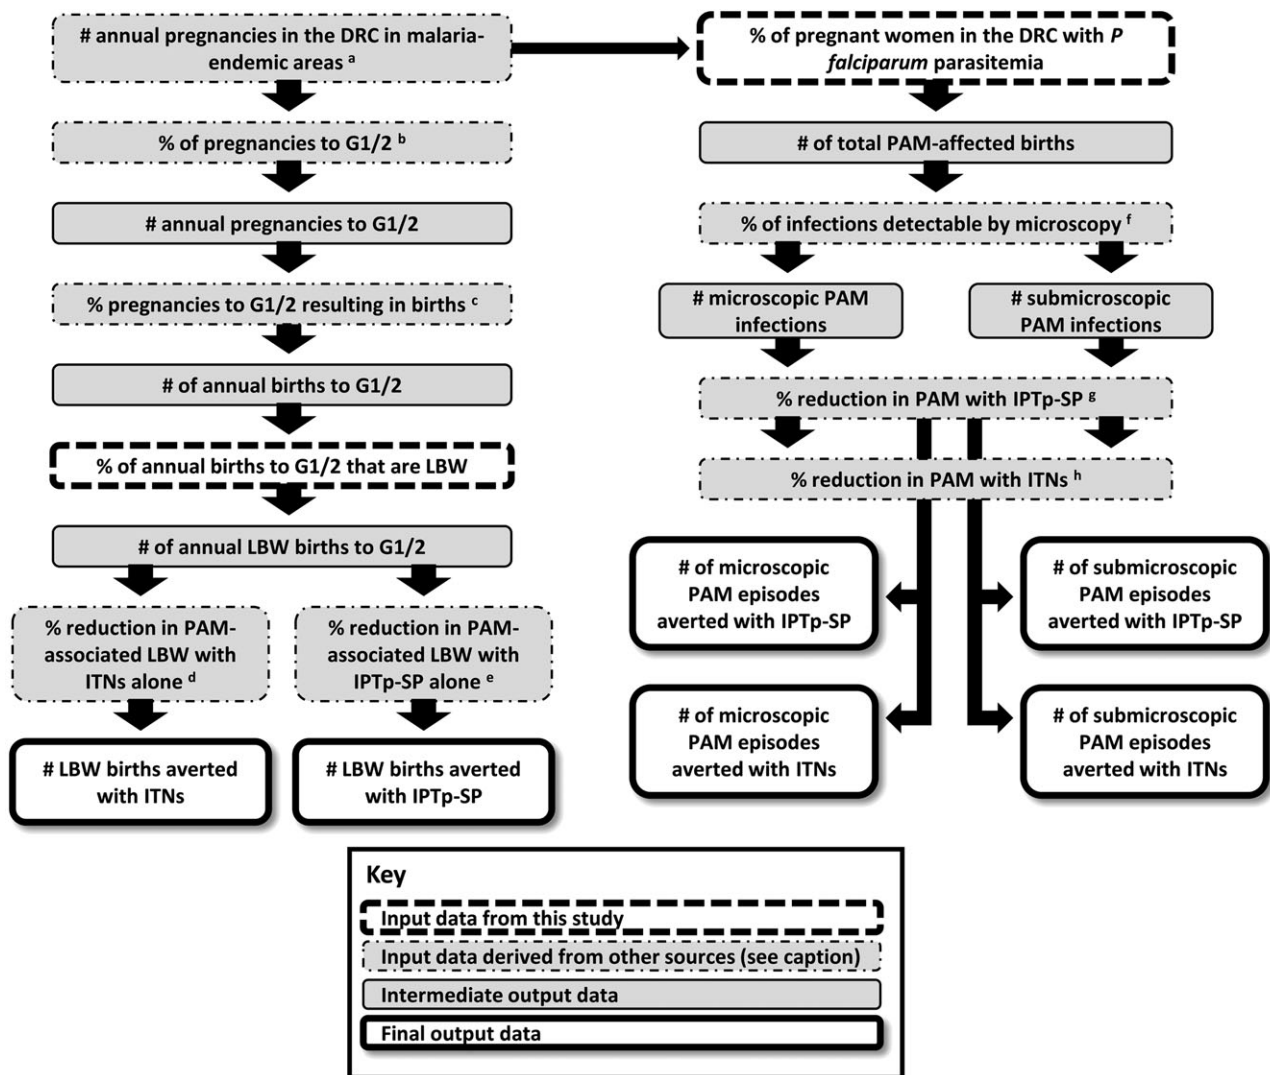 # annual pregnancies in the DRC in malaria-
endemic areas a
% of pregnancies to G1/2 b
# annual pregnancies to G1/2
% pregnancies to G1/2 resulting in births c
# of annual births to G1/2
% of annual births to G1/2 that are LBW
# of annual LBW births to G1/2
% reduction in PAM-
associated LBW with
ITNs alone d
% reduction in PAM-
associated LBW with
IPTp-SP alone e
# LBW births averted
with ITNs
# LBW births averted
with IPTp-SP
% of pregnant women in the DRC with P
falciparum parasitemia
# of total PAM-affected births
% of infections detectable by microscopy f
# microscopic PAM
infections
# submicroscopic
PAM infections
% reduction in PAM with IPTp-SP g
% reduction in PAM with ITNs h
# of microscopic
PAM episodes
averted with IPTp-SP
# of submicroscopic
PAM episodes
averted with IPTp-SP
# of microscopic
PAM episodes
averted with ITNs
# of submicroscopic
PAM episodes
averted with ITNs
Key
Input data from this study
Input data derived from other sources (see caption)
Intermediate output data
Final output data